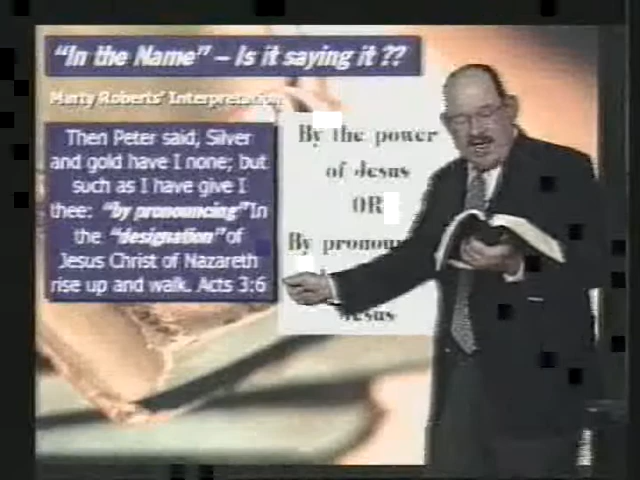 “In the Name” – Is it saying it ??
Marty Roberts' Interpretation
Then Peter said, Silver
and gold have I none; but
such as I have give I
thee: “by pronouncing”In
the “designation”of
Jesus Christ of Nazareth
rise up and walk. Acts 3:6
By the power
of Jesus
OR
By
Jesus